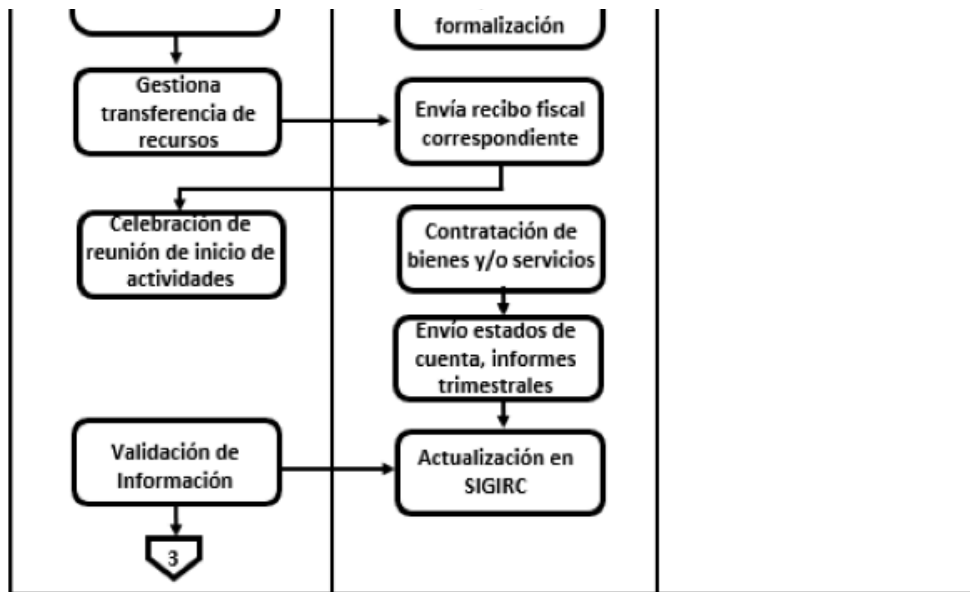 formalización
Gestiona
transferencia de
recursos
Envía recibo fiscal
correspondiente
Celebración de
reunión de inicio de
actividades
Contratación de
bienes y/o servicios
Envío estados de
cuenta, informes
trimestrales
Validación de
Información
Actualización en
SIGIRC
3